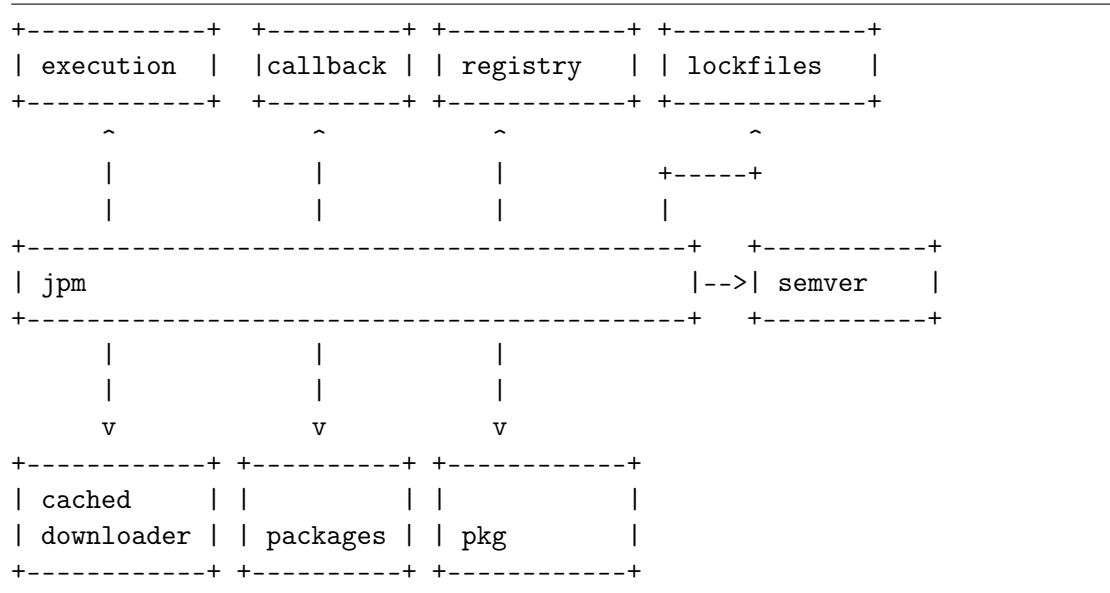 +------------+  +---------+ +------------+ +-------------+
| execution  |  |callback | | registry   | | lockfiles   |
+------------+  +---------+ +------------+ +-------------+
      ^             ^           ^                ^
      |             |           |          +-----+
      |             |           |          |
+--------------------------------------------+   +-----------+
| jpm                                        |-->| semver    |
+--------------------------------------------+   +-----------+
      |             |           |
      |             |           |
      v             v           v
+------------+ +----------+ +------------+
| cached     | |          | |            |
| downloader | | packages | | pkg        |
+------------+ +----------+ +------------+